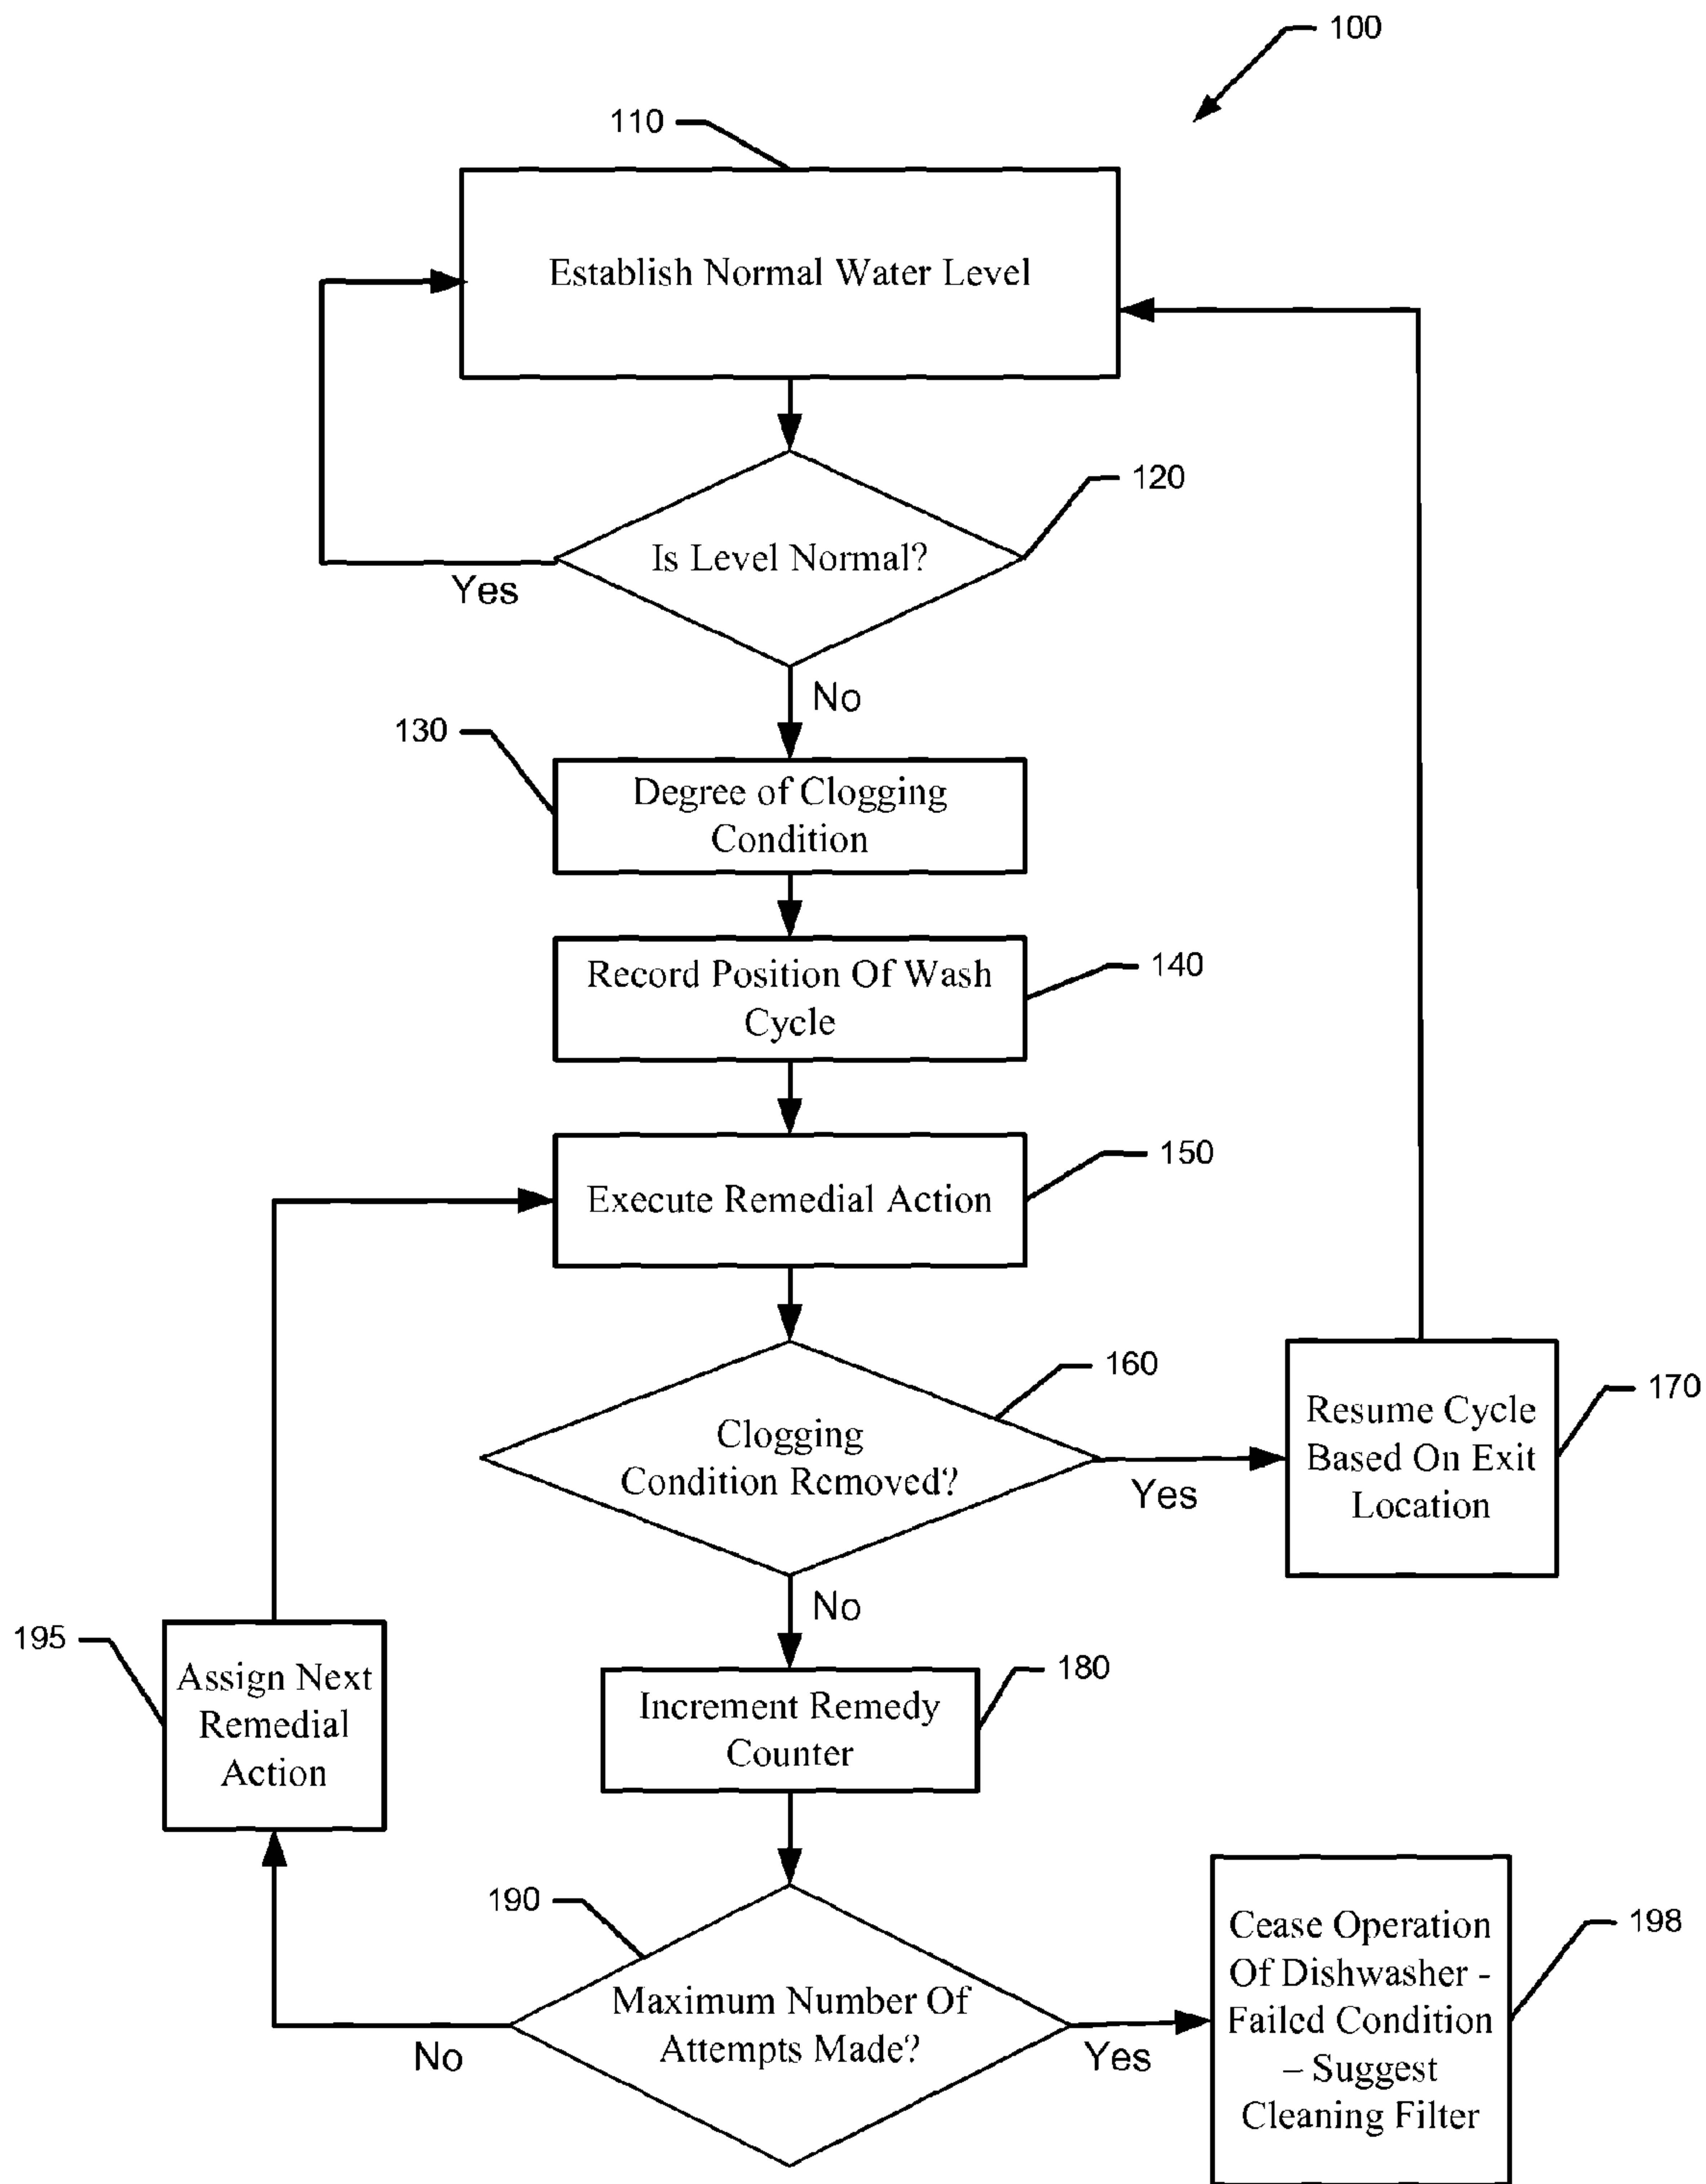 100
110
Establish Normal Water Level
120
Is Level Normal?
Yes
No
130
Degree of Clogging
Condition
140
Record Position Of Wash
Cycle
150
Execute Remedial Action
160
Clogging
Condition Removed?
Yes
170
Resume Cycle
Based On Exit
Location
No
195
Assign Next
Remedial
Action
180
Increment Remedy
Counter
190
Maximum Number Of
Attempts Made?
No
Yes
198
Cease Operation
Of Dishwasher -
Failed Condition
– Suggest
Cleaning Filter